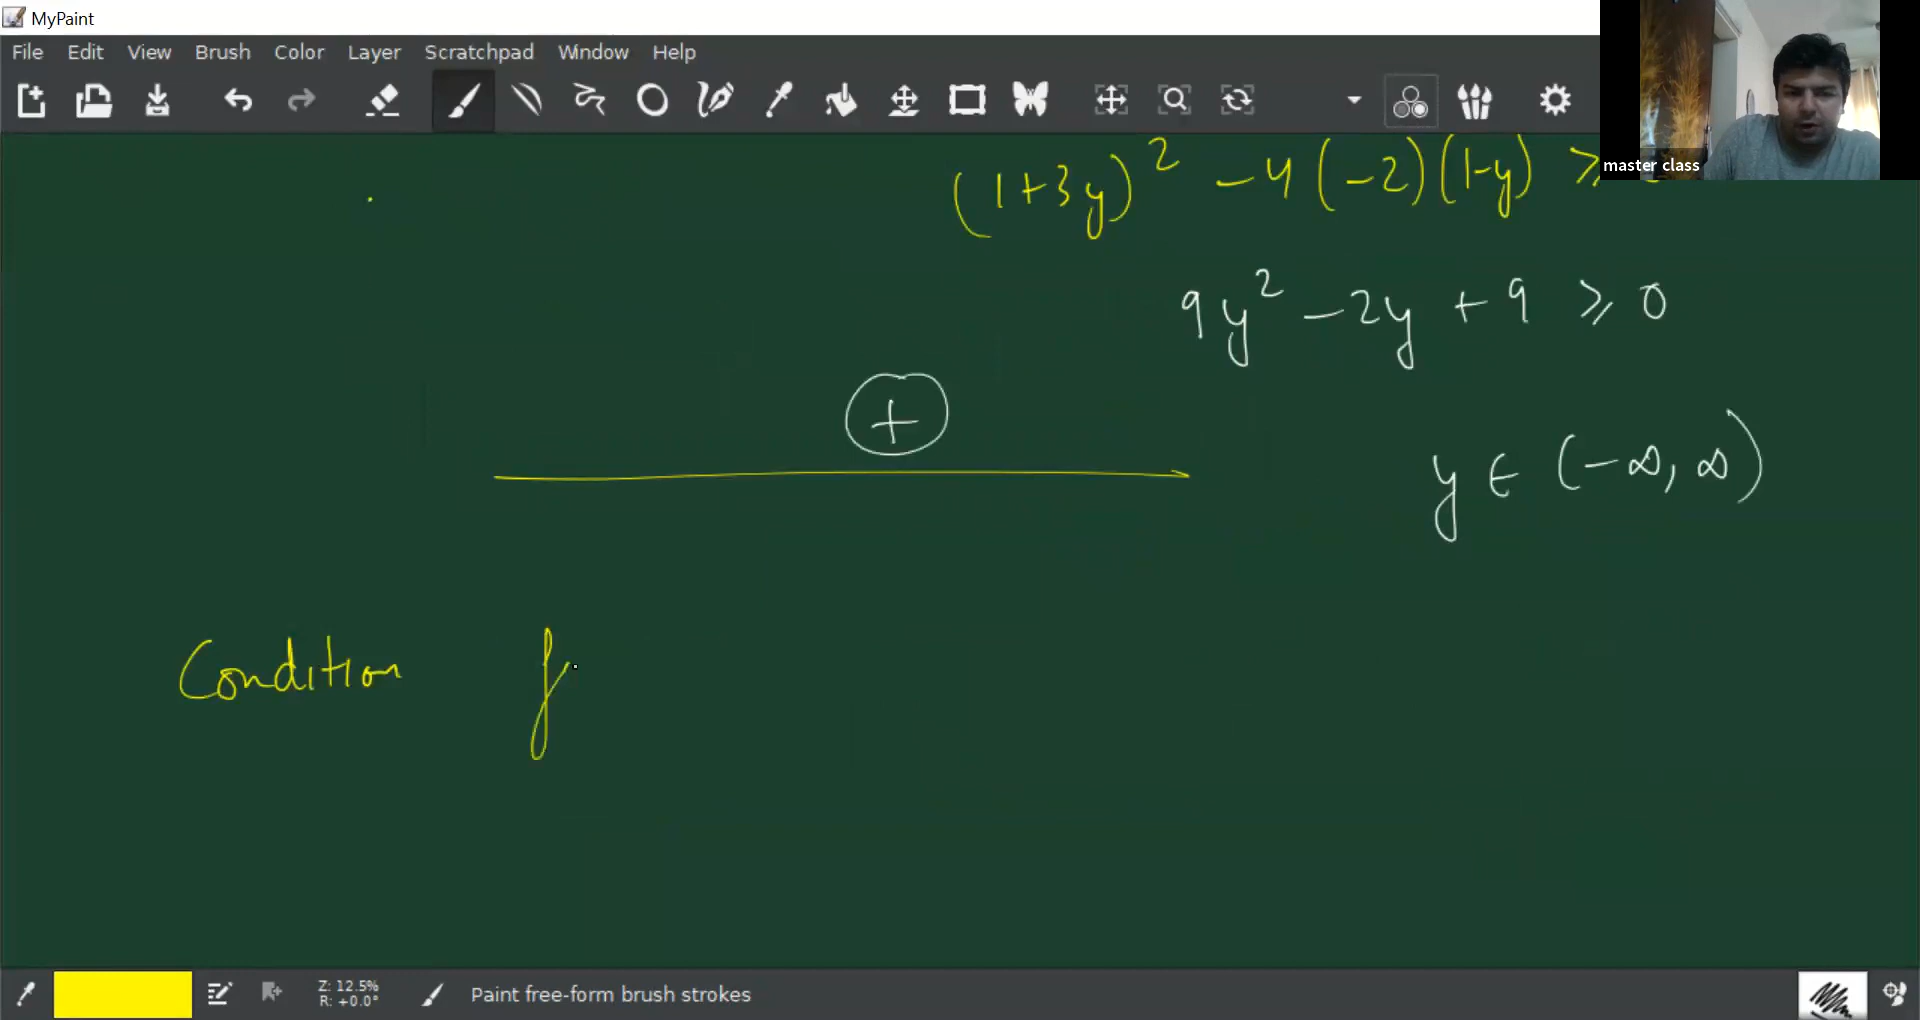 MyPaint
File Edit View Brush Color Layer Scratchpad Window Help
master class
(1+3y)² -4(-2)(1-y) ≥
9y² - 2y + 9 ≥ 0
+
y ∈ (-∞, ∞)
Condition f
Z: 12.5%
R: +0.0°
Paint free-form brush strokes